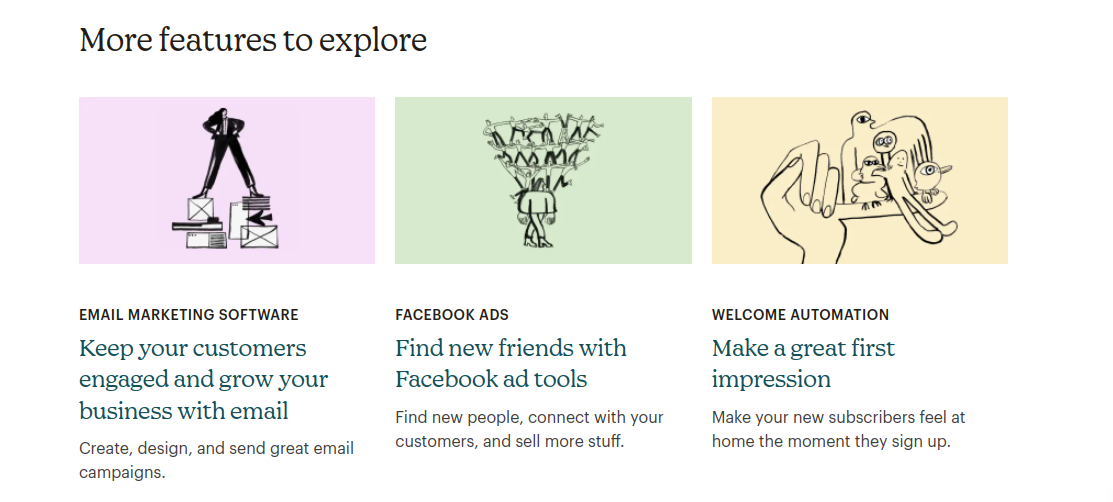 More features to explore
EMAIL MARKETING SOFTWARE
Keep your customers
engaged and grow your
business with email
Create, design, and send great email
campaigns.
FACEBOOK ADS
Find new friends with
Facebook ad tools
Find new people, connect with your
customers, and sell more stuff.
WELCOME AUTOMATION
Make a great first
impression
Make your new subscribers feel at
home the moment they sign up.